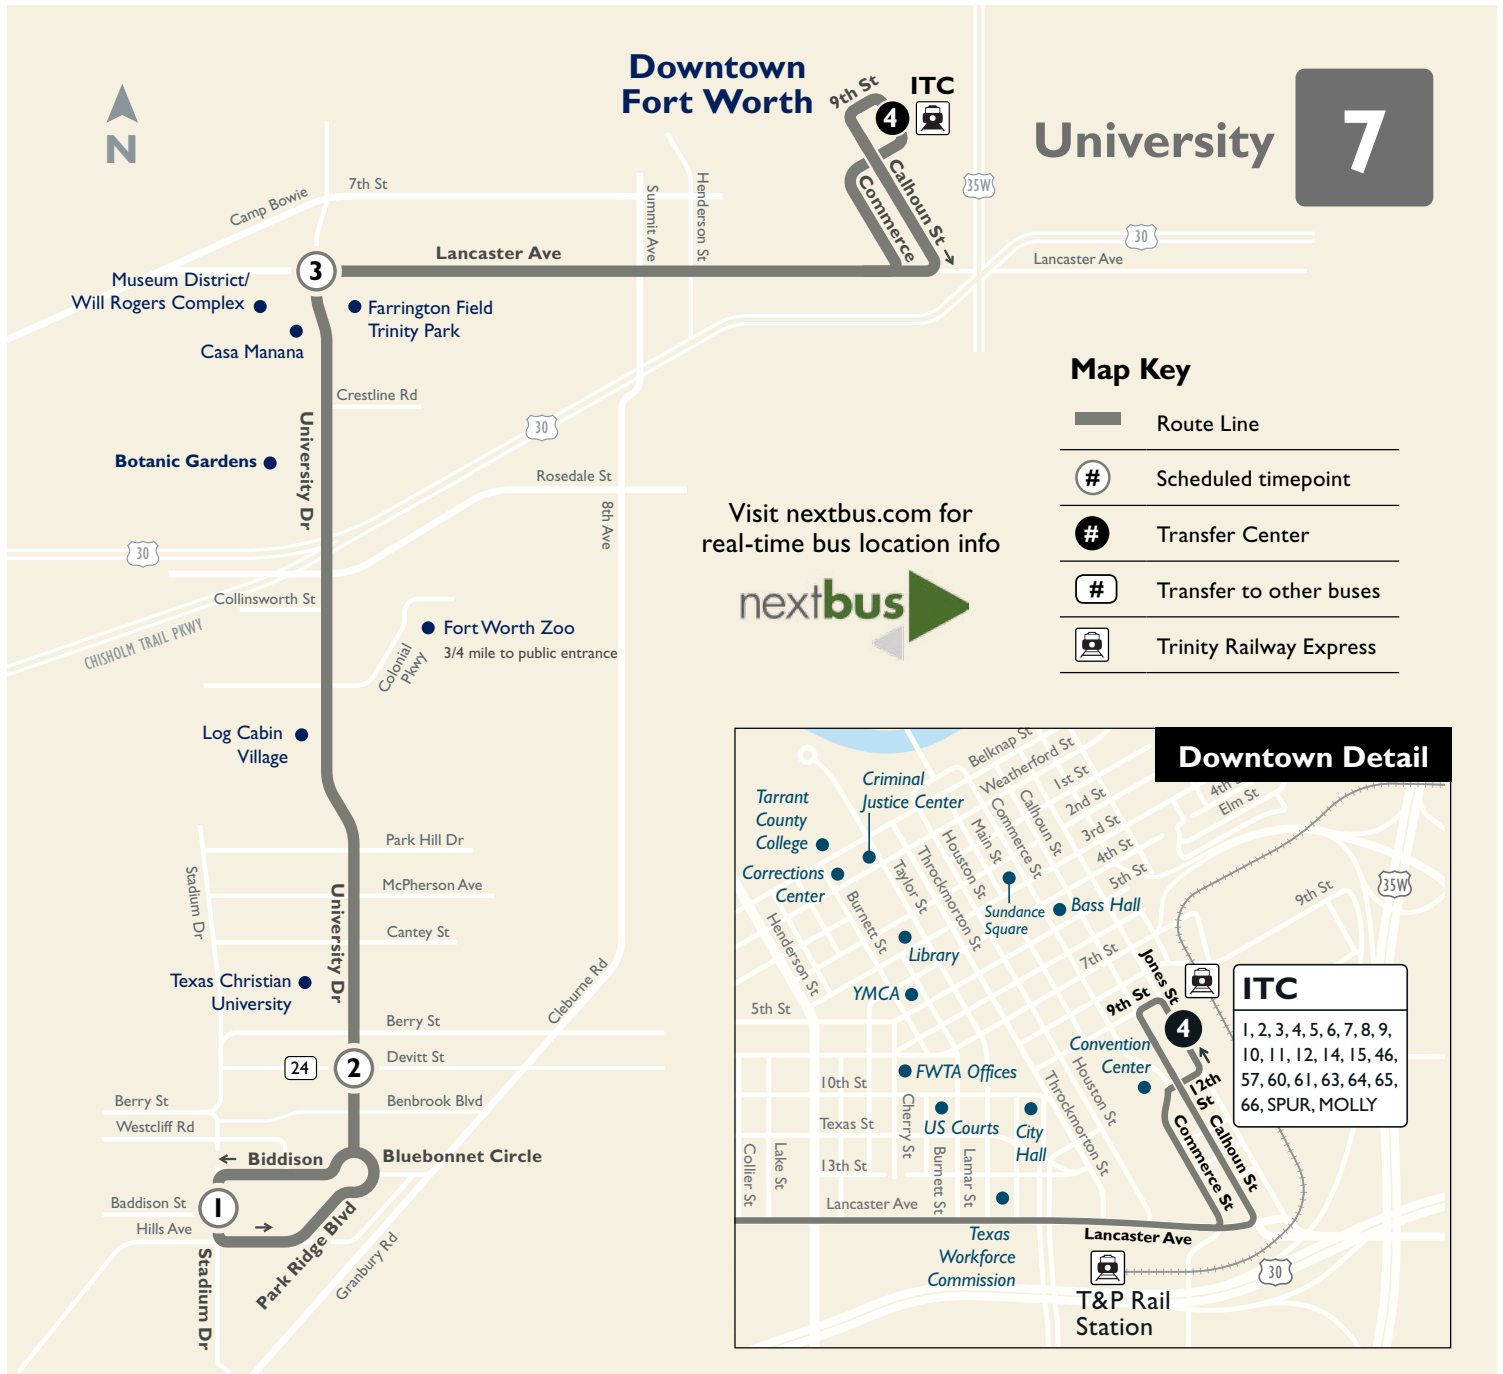 Downtown
Fort Worth
9th St
ITC
4
University
7
N
Camp Bowie
7th St
Summit Ave
Henderson St
Commerce
Calhoun St
35W
30
Lancaster Ave
Lancaster Ave
3
Museum District/
Will Rogers Complex
Farrington Field
Trinity Park
Casa Manana
Crestline Rd
University Dr
30
Botanic Gardens
Rosedale St
8th Ave
30
Collinsworth St
CHISHOLM TRAIL PKWY
Colonial
Pkwy
Fort Worth Zoo
3/4 mile to public entrance
Log Cabin
Village
Map Key
Route Line
# Scheduled timepoint
# Transfer Center
# Transfer to other buses
Trinity Railway Express
Visit nextbus.com for
real-time bus location info
nextbus
Park Hill Dr
Stadium Dr
McPherson Ave
University Dr
Cantey St
Texas Christian
University
Cleburne Rd
Berry St
Devitt St
24
2
Berry St
Benbrook Blvd
Westcliff Rd
Biddison
Bluebonnet Circle
Baddison St
1
Hills Ave
Park Ridge Blvd
Granbury Rd
Stadium Dr
Downtown Detail
Belknap St
Weatherford St
1st St
2nd St
3rd St
4th St
5th St
4th
Elm St
Criminal
Justice Center
Tarrant
County
College
Corrections
Center
Calhoun St
Commerce St
Main St
Houston St
Throckmorton St
Taylor St
Burnett St
Henderson St
Sundance
Square
Bass Hall
Library
YMCA
7th St
9th St
35W
5th St
Jones St
9th St
4
ITC
1, 2, 3, 4, 5, 6, 7, 8, 9,
10, 11, 12, 14, 15, 46,
57, 60, 61, 63, 64, 65,
66, SPUR, MOLLY
Convention
Center
12th
St
10th St
FWTA Offices
Houston St
Throckmorton St
Cherry St
US Courts
City
Hall
Texas St
13th St
Collier St
Lake St
Burnett St
Lamar St
Commerce St
Calhoun St
Lancaster Ave
Lancaster Ave
Texas
Workforce
Commission
30
T&P Rail
Station